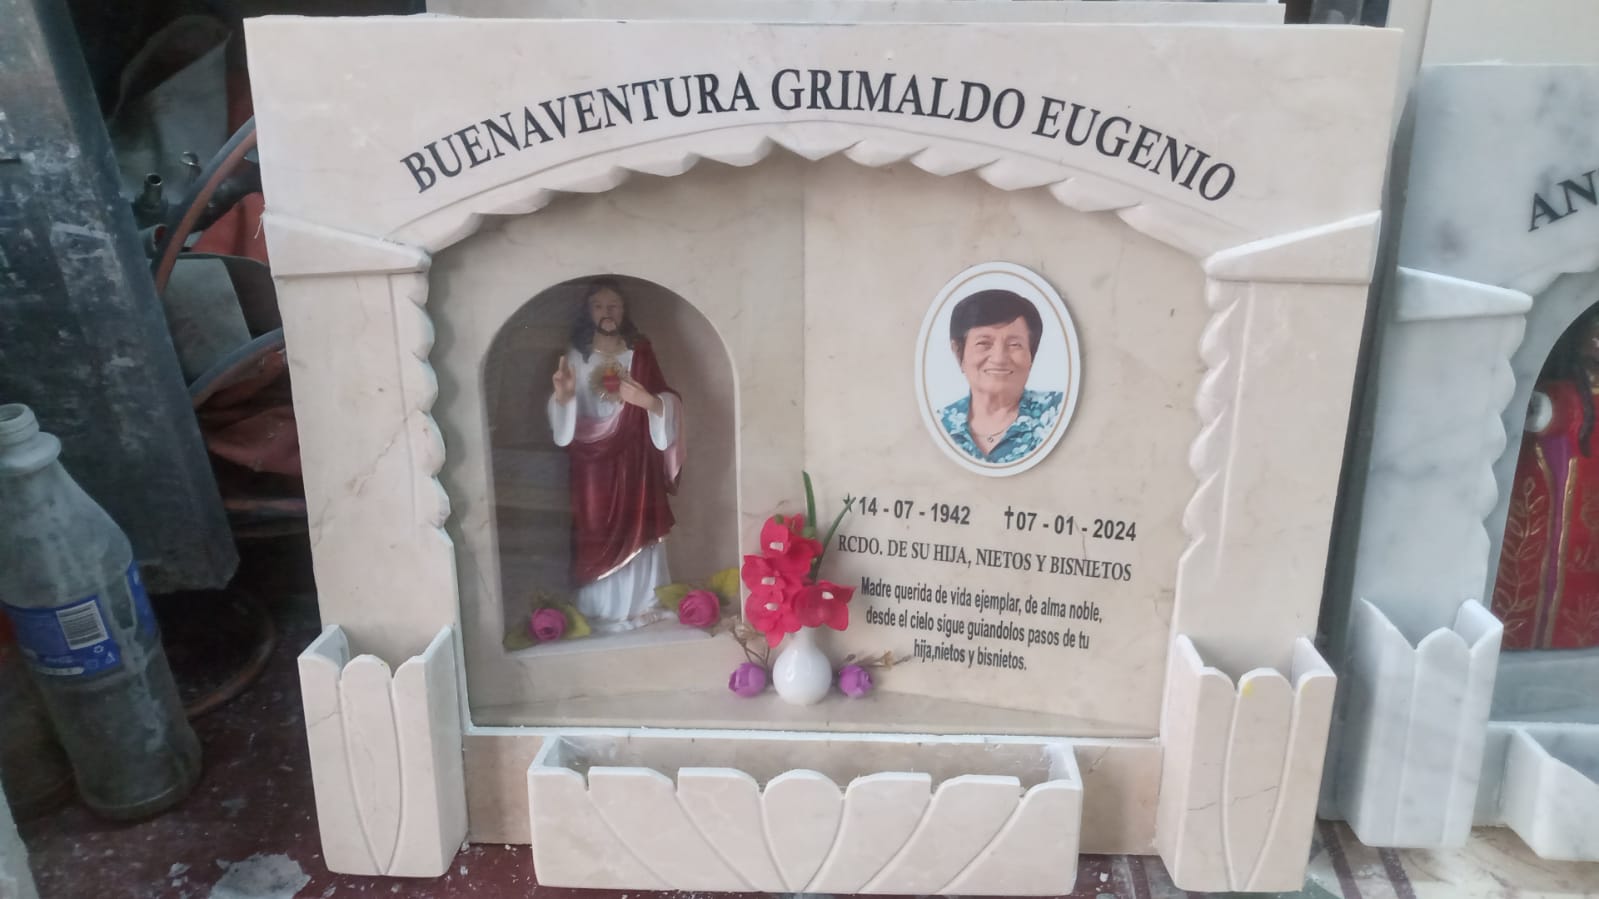 BUENAVENTURA GRIMALDO EUGENIO
14 - 07 - 1942 07 - 01 - 2024
RCDO. DE SU HIJA, NIETOS Y BISNIETOS
Madre querida de vida ejemplar, de alma noble,
desde el cielo sigue guiandolos pasos de tu
hija,nietos y bisnietos.
AN